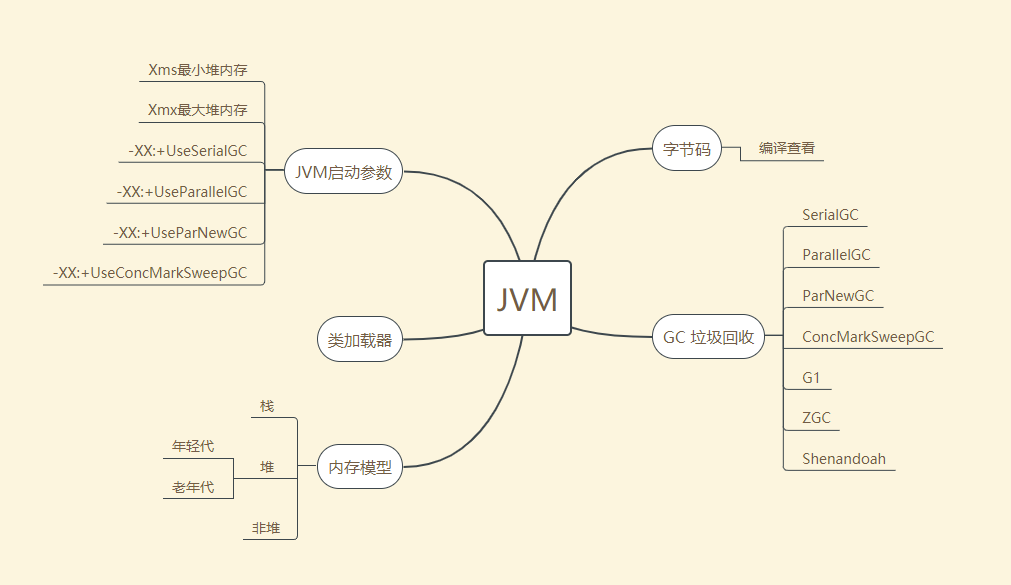 JVM
字节码
编译查看
GC 垃圾回收
SerialGC
ParallelGC
ParNewGC
ConcMarkSweepGC
G1
ZGC
Shenandoah
JVM启动参数
Xms最小堆内存
Xmx最大堆内存
-XX:+UseSerialGC
-XX:+UseParallelGC
-XX:+UseParNewGC
-XX:+UseConcMarkSweepGC
类加载器
内存模型
栈
堆
年轻代
老年代
非堆